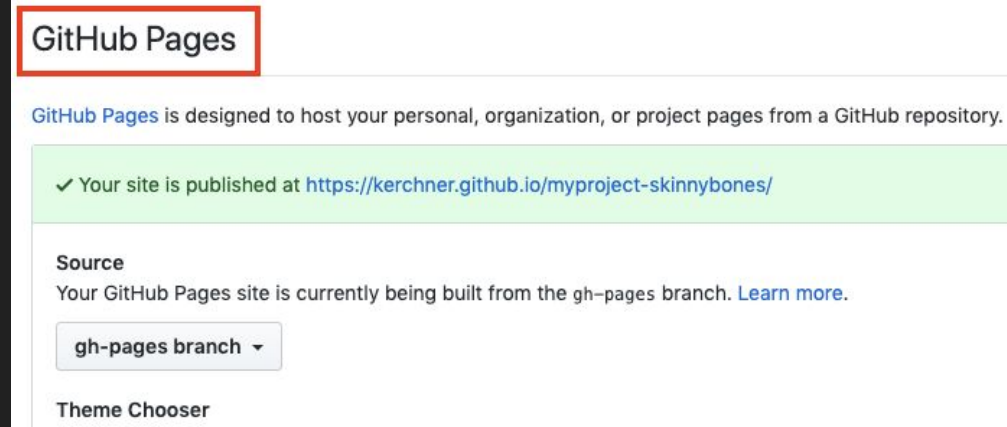 GitHub Pages
GitHub Pages is designed to host your personal, organization, or project pages from a GitHub repository.
✓ Your site is published at https://kerchner.github.io/myproject-skinnybones/
Source
Your GitHub Pages site is currently being built from the gh-pages branch. Learn more.
gh-pages branch
Theme Chooser